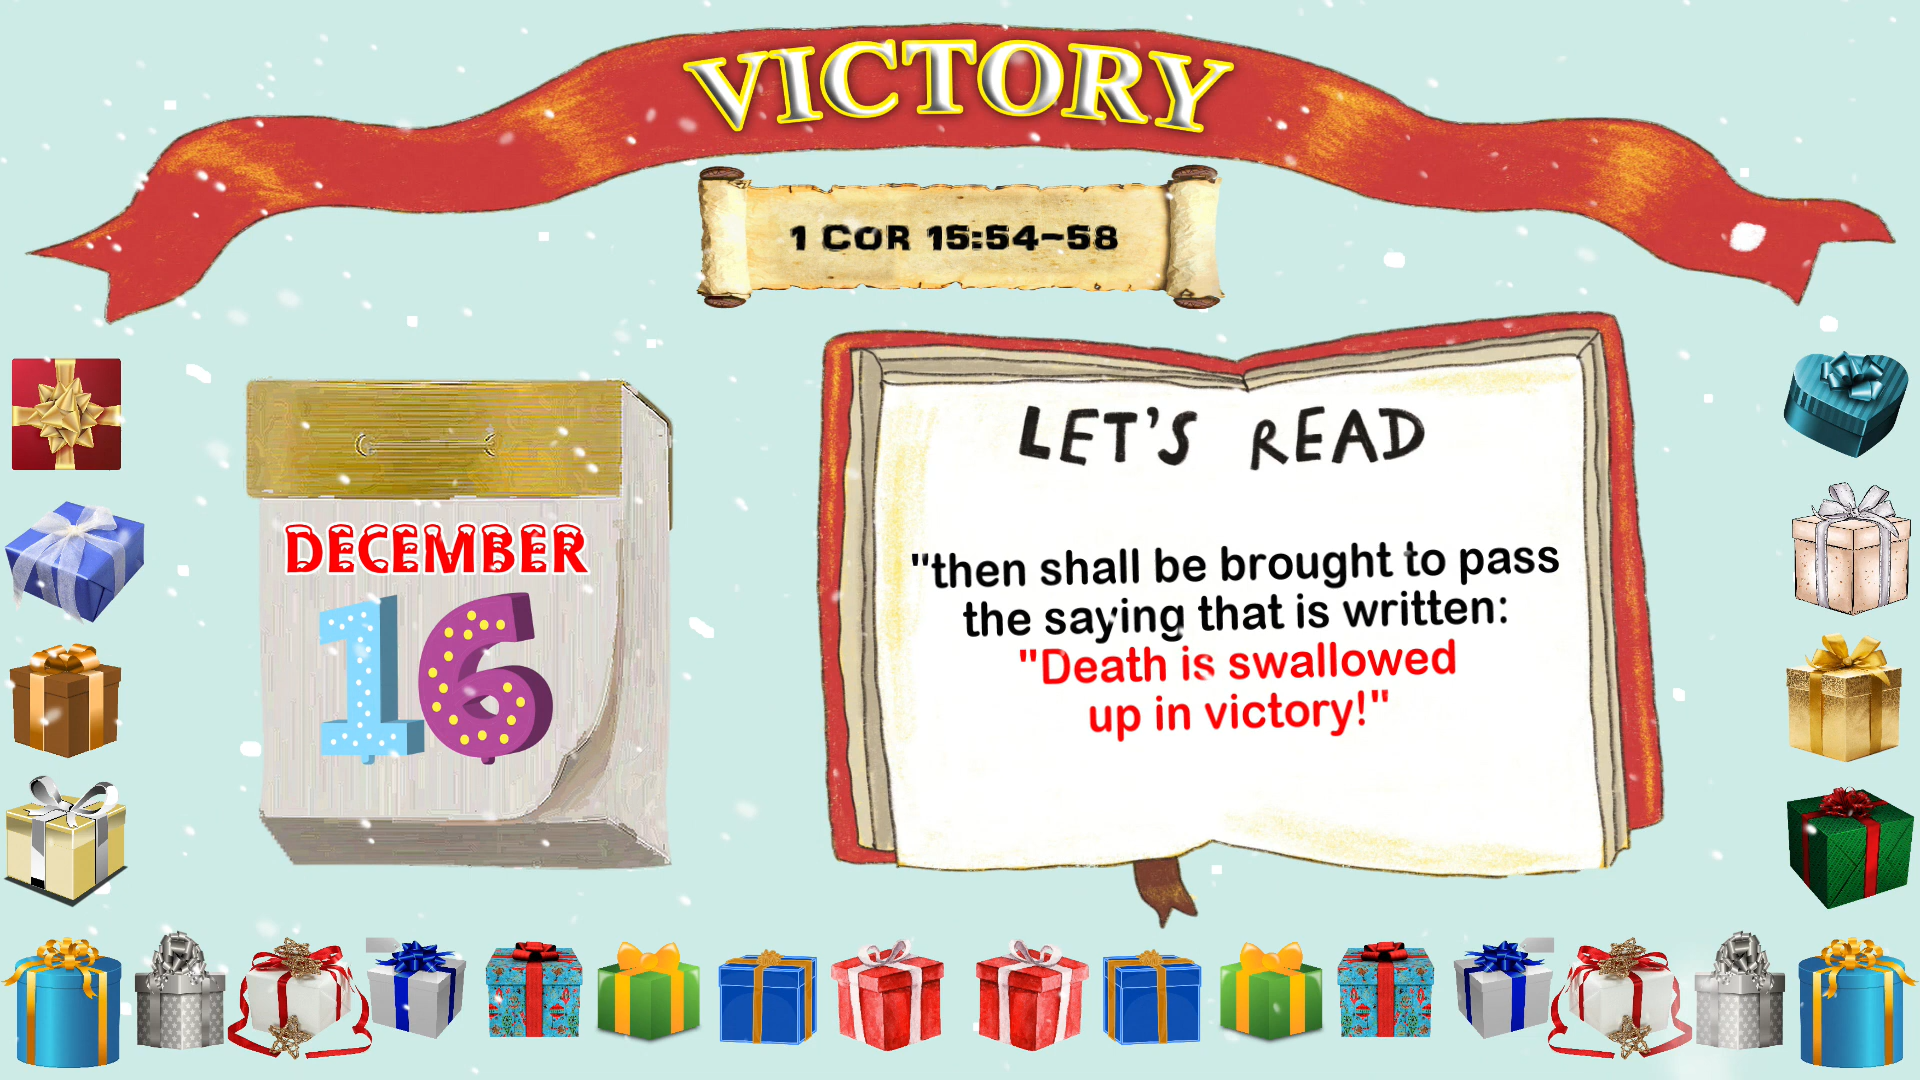 VICTORY
1 COR 15:54-58
DECEMBER
16
LET'S READ
"then shall be brought to pass
the saying that is written:
"Death is swallowed
up in victory!"